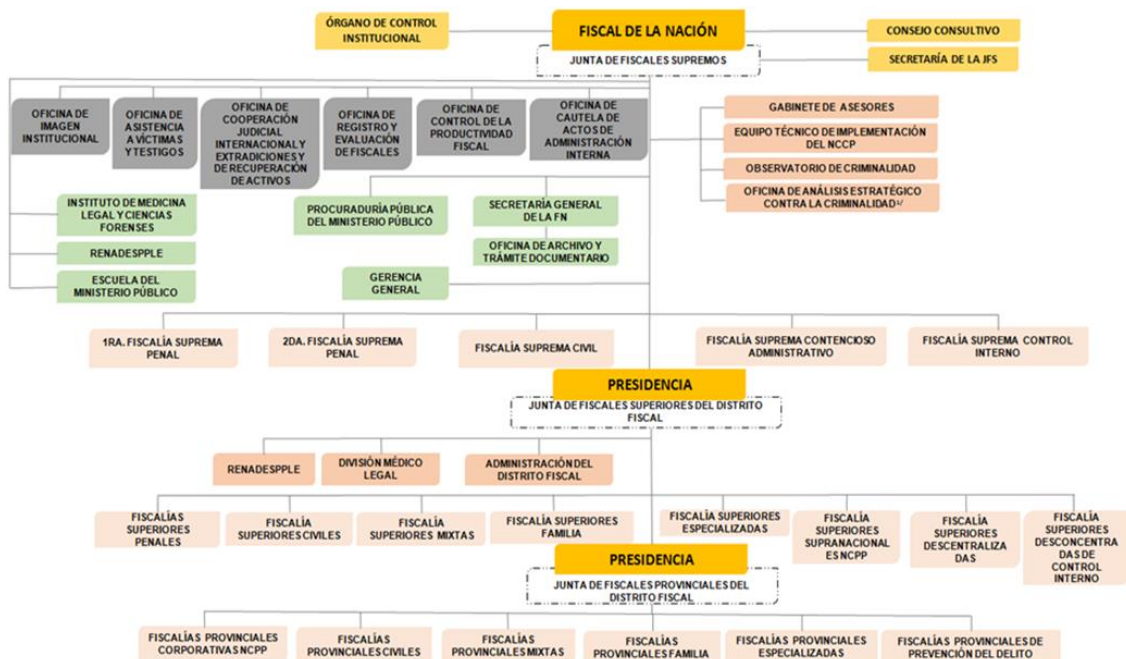 ÓRGANO DE CONTROL
INSTITUCIONAL
FISCAL DE LA NACIÓN
CONSEJO CONSULTIVO
JUNTA DE FISCALES SUPREMOS
SECRETARÍA DE LA JFS
OFICINA DE
IMAGEN
INSTITUCIONAL
OFICINA DE
ASISTENCIA
A VÍCTIMAS
Y TESTIGOS
OFICINA DE
COOPERACIÓN
JUDICIAL
INTERNACIONAL Y
EXTRADICIONES Y
DE RECUPERACIÓN
DE ACTIVOS
OFICINA DE
REGISTRO Y
EVALUACIÓN
DE FISCALES
OFICINA DE
CONTROL DE LA
PRODUCTIVIDAD
FISCAL
OFICINA DE
CAUTELA DE
ACTOS DE
ADMINISTRACIÓN
INTERNA
GABINETE DE ASESORES
EQUIPO TÉCNICO DE IMPLEMENTACIÓN
DEL NCCP
OBSERVATORIO DE CRIMINALIDAD
OFICINA DE ANÁLISIS ESTRATÉGICO
CONTRA LA CRIMINALIDAD1/
INSTITUTO DE MEDICINA
LEGAL Y CIENCIAS
FORENSES
PROCURADURÍA PÚBLICA
DEL MINISTERIO PÚBLICO
SECRETARÍA GENERAL
DE LA FN
RENADESPPLE
OFICINA DE ARCHIVO Y
TRÁMITE DOCUMENTARIO
ESCUELA DEL
MINISTERIO PÚBLICO
GERENCIA
GENERAL
1RA. FISCALÍA SUPREMA
PENAL
2DA. FISCALÍA SUPREMA
PENAL
FISCALÍA SUPREMA CIVIL
FISCALÍA SUPREMA CONTENCIOSO
ADMINISTRATIVO
FISCALÍA SUPREMA CONTROL
INTERNO
PRESIDENCIA
JUNTA DE FISCALES SUPERIORES DEL DISTRITO
FISCAL
RENADESPPLE
DIVISIÓN MÉDICO
LEGAL
ADMINISTRACIÓN DEL
DISTRITO FISCAL
FISCALÍAS
SUPERIORES
PENALES
FISCALÍA
SUPERIORES CIVILES
FISCALÍA
SUPERIORES MIXTAS
FISCALÍA SUPERIORES
FAMILIA
FISCALÍA SUPERIORES
ESPECIALIZADAS
FISCALÍA
SUPERIORES
SUPRANACIONAL
ES NCPP
FISCALÍA
SUPERIORES
DESCENTRALIZA
DAS
FISCALÍA
SUPERIORES
DESCONCENTRA
DAS DE CONTROL
INTERNO
PRESIDENCIA
JUNTA DE FISCALES PROVINCIALES DEL
DISTRITO FISCAL
FISCALÍAS PROVINCIALES
CORPORATIVAS NCPP
FISCALÍAS
PROVINCIALES CIVILES
FISCALÍAS
PROVINCIALES MIXTAS
FISCALÍAS
PROVINCIALES FAMILIA
FISCALÍAS PROVINCIALES
ESPECIALIZADAS
FISCALÍAS PROVINCIALES DE
PREVENCIÓN DEL DELITO